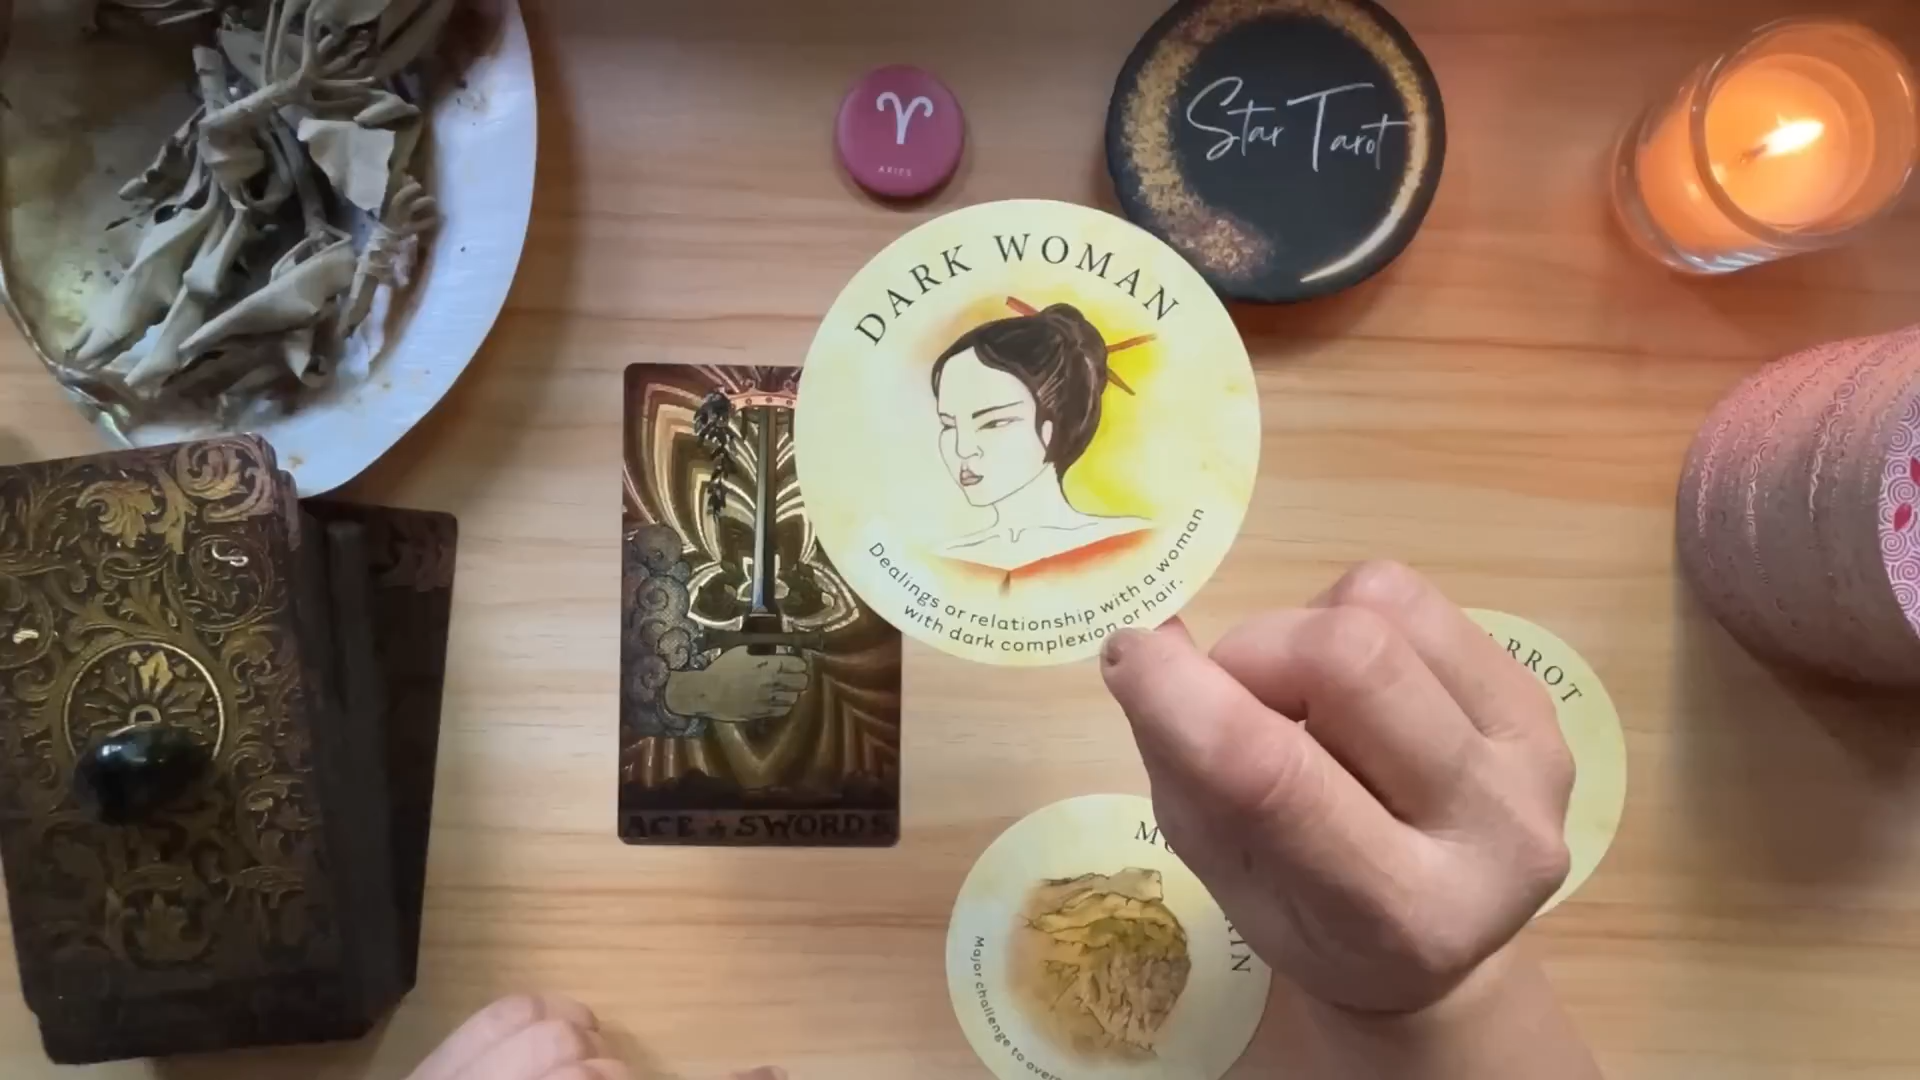 ARIES
Star Tarot
DARK WOMAN
Dealings or relationship with a woman
with dark complexion or hair.
ACE of SWORDS
RROT
Major challenge to